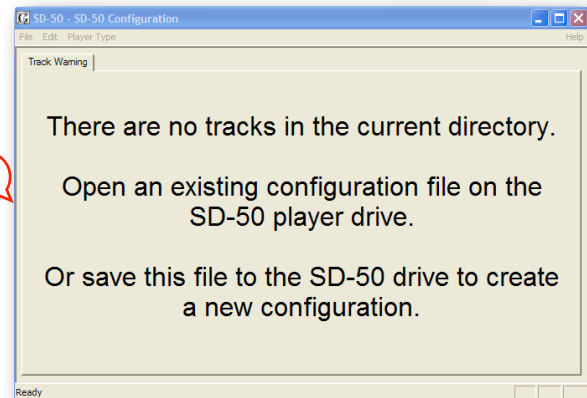 SD-50 - SD-50 Configuration
File Edit Player Type Help
Track Warning
There are no tracks in the current directory.
Open an existing configuration file on the
SD-50 player drive.
Or save this file to the SD-50 drive to create
a new configuration.
Ready